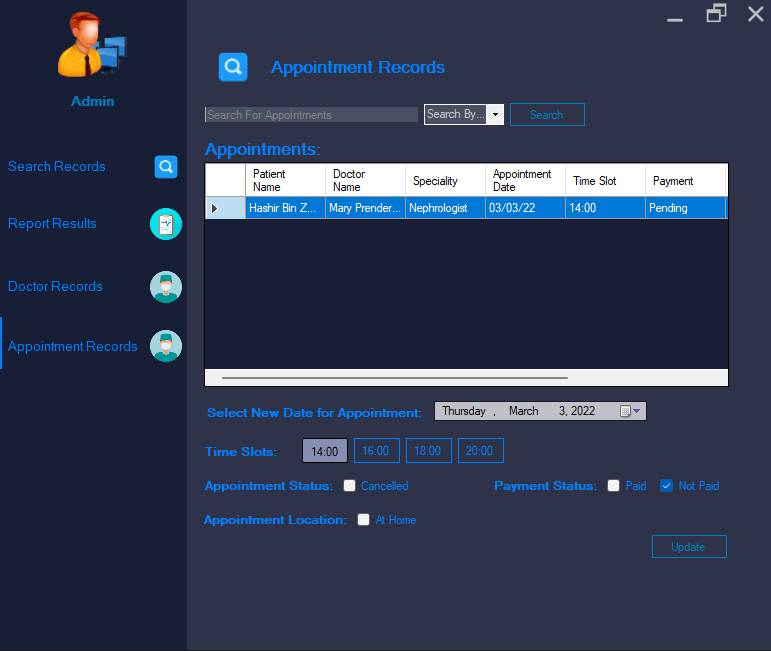 Admin
Search Records
Report Results
Doctor Records
Appointment Records
Appointment Records
Search For Appointments Search By... Search
Appointments:
Patient Name Doctor Name Speciality Appointment Date Time Slot Payment
Hashir Bin Z... Mary Prender... Nephrologist 03/03/22 14:00 Pending
Select New Date for Appointment: Thursday , March 3, 2022
Time Slots: 14:00 16:00 18:00 20:00
Appointment Status: Cancelled Payment Status: Paid Not Paid
Appointment Location: At Home
Update